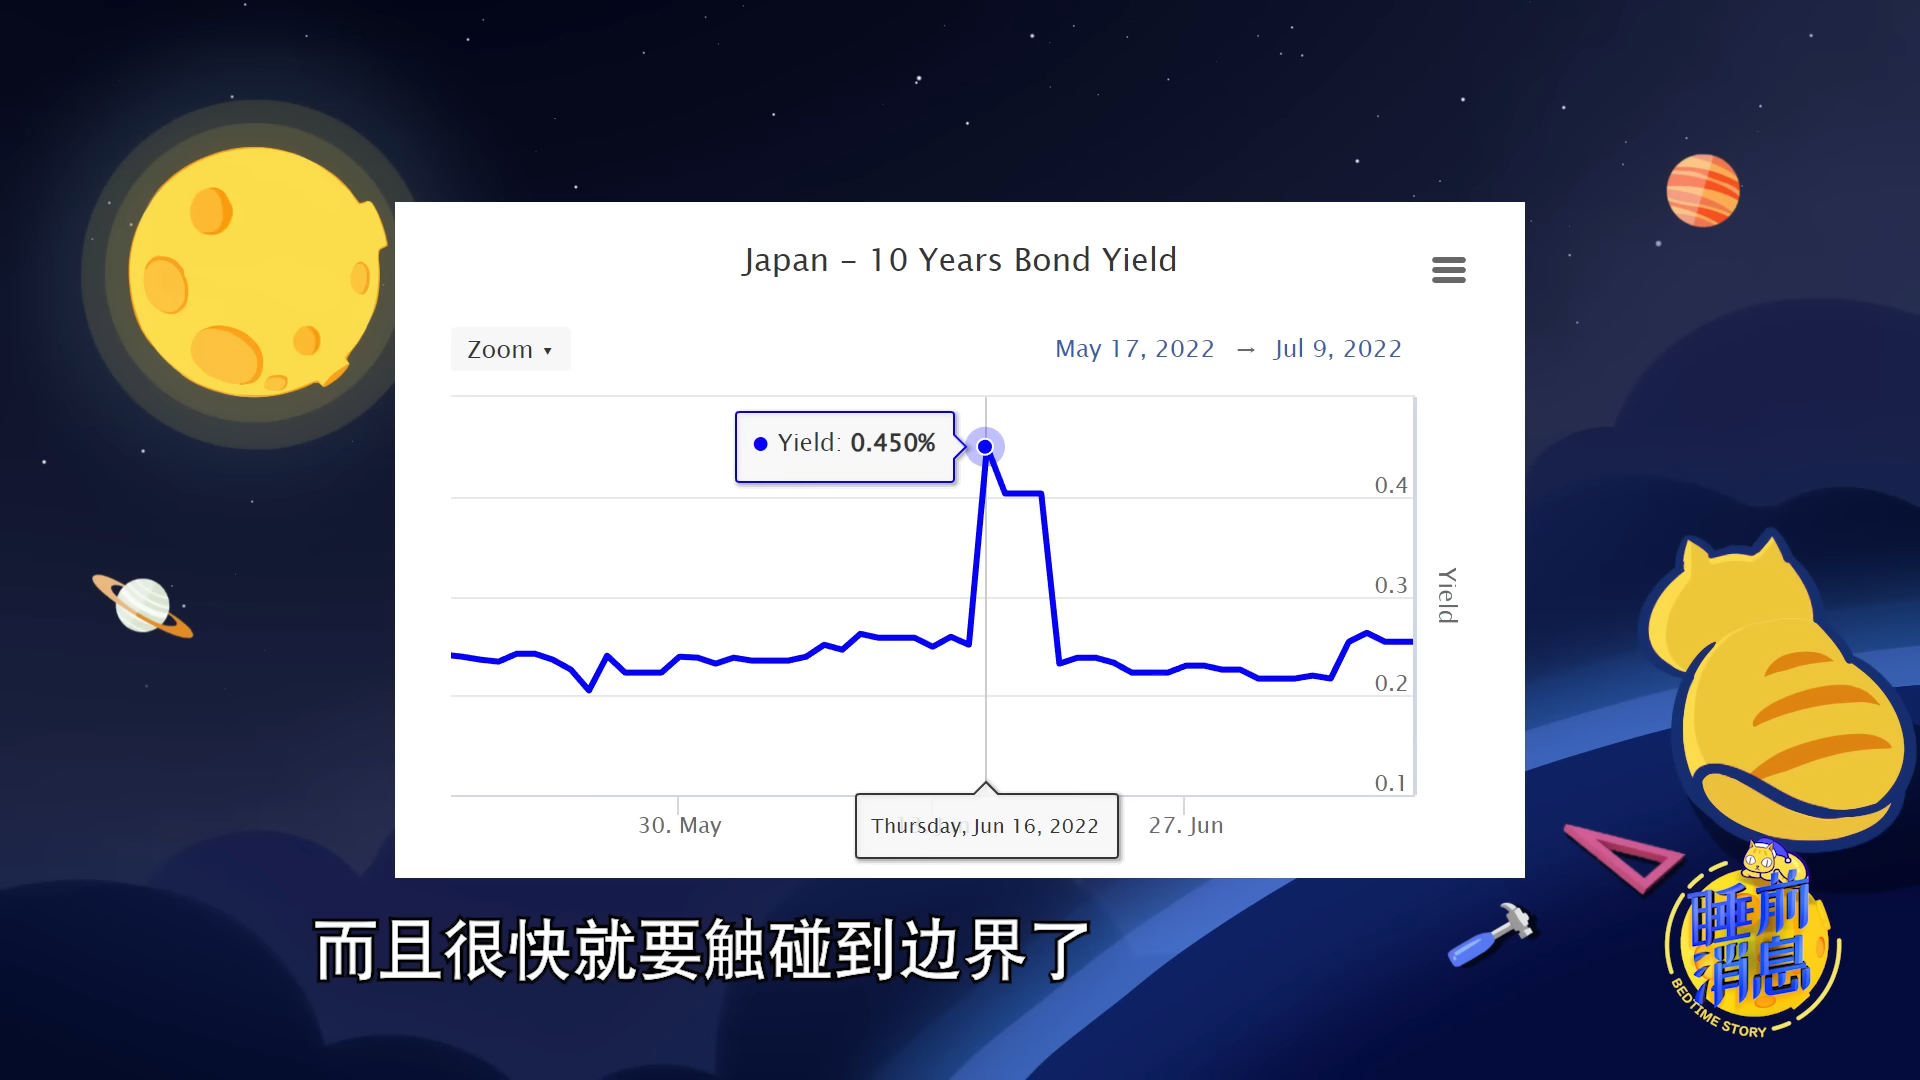 Japan - 10 Years Bond Yield
Zoom ▾
May 17, 2022 → Jul 9, 2022
Yield: 0.450%
0.4
0.3
0.2
0.1
Yield
30. May
Thursday, Jun 16, 2022
27. Jun
而且很快就要触碰到边界了
睡前
消息
BEDTIME STORY